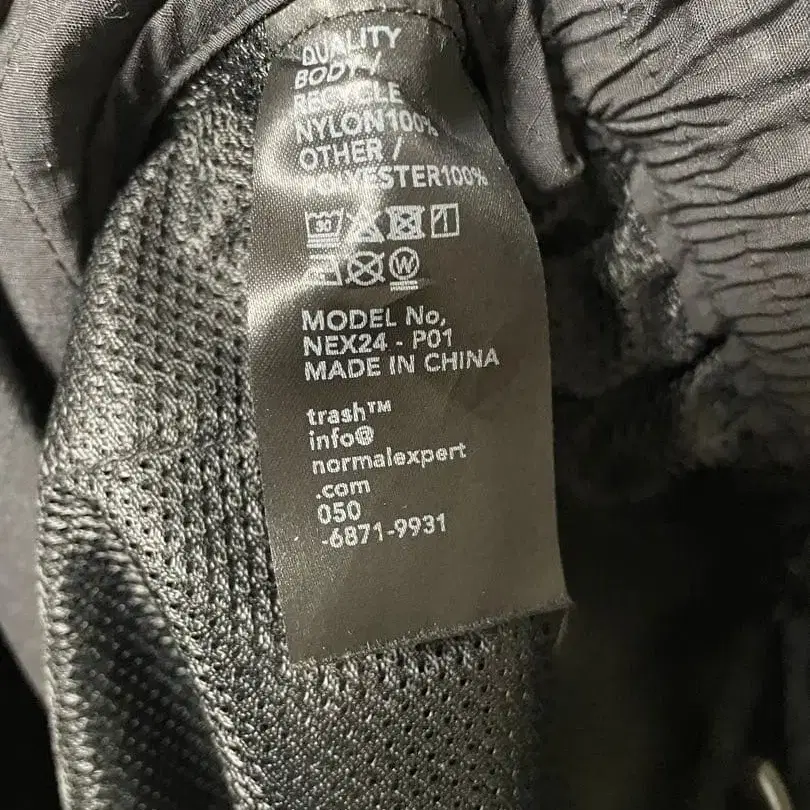 QUALITY
BODY /
RECYCLE
NYLON100%
OTHER /
POLYESTER100%
30
W
MODEL No,
NEX24 - P01
MADE IN CHINA
trash™
info@
normalexpert
.com
050
-6871-9931